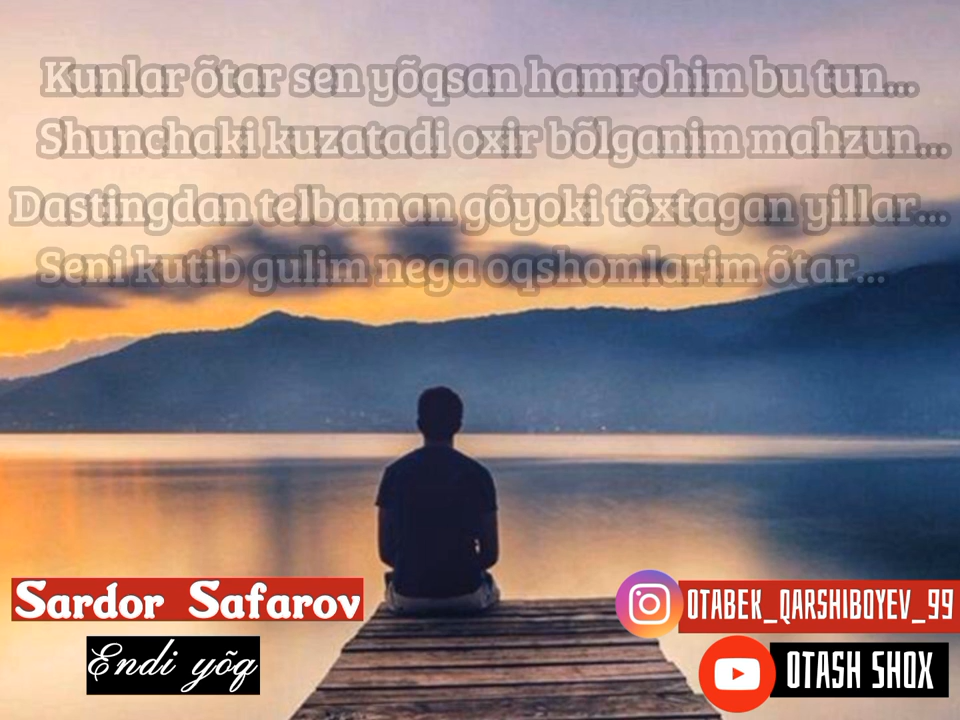 Kunlar õtar sen yõqsan hamrohim bu tun...
Shunchaki kuzatadi oxir bõlganim mahzun...
Dastingdan telbaman gõyoki tõxtagan yillar...
Seni kutib gulim nega oqshomlarim õtar...
Sardor Safarov
Endi yõq
OTABEK_QARSHIBOYEV_99
OTASH SHOX